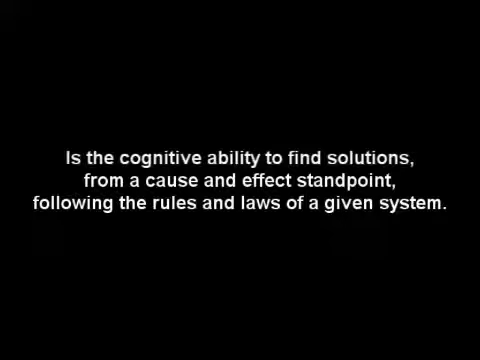 Is the cognitive ability to find solutions,
from a cause and effect standpoint,
following the rules and laws of a given system.